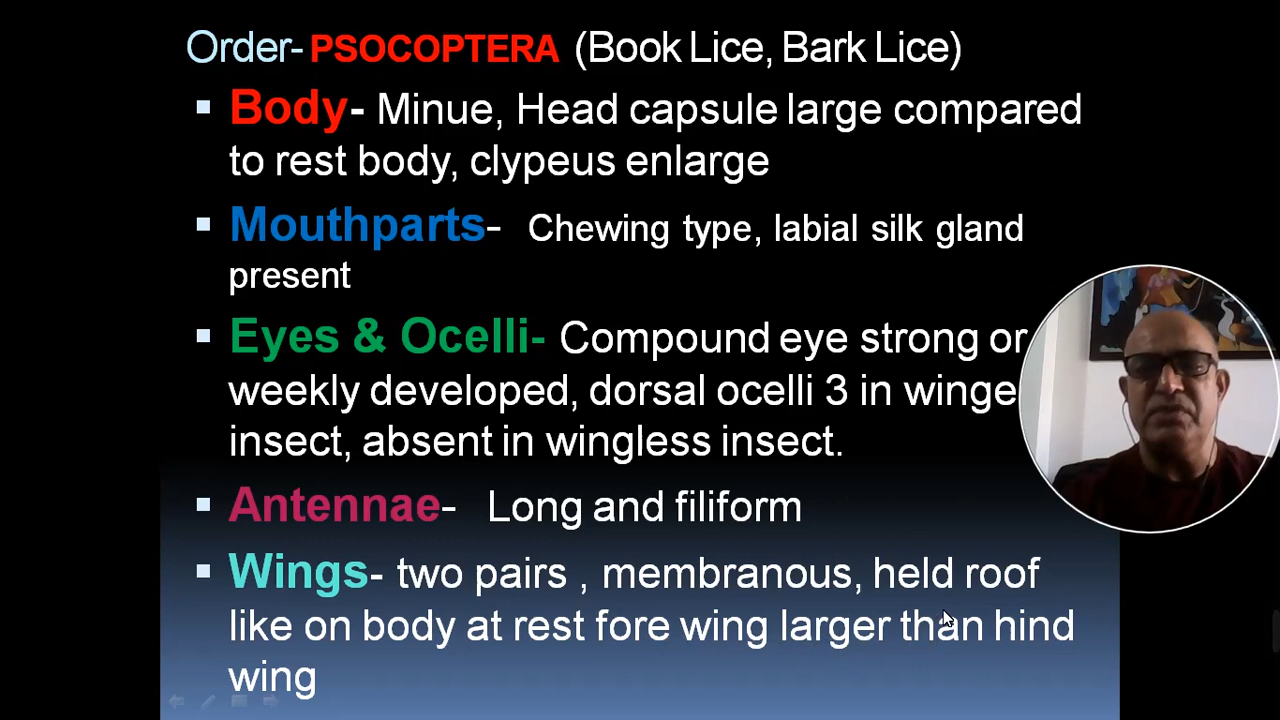 Order- PSOCOPTERA (Book Lice, Bark Lice)
Body- Minue, Head capsule large compared
to rest body, clypeus enlarge
Mouthparts- Chewing type, labial silk gland
present
Eyes & Ocelli- Compound eye strong or
weekly developed, dorsal ocelli 3 in winge
insect, absent in wingless insect.
Antennae- Long and filiform
Wings- two pairs , membranous, held roof
like on body at rest fore wing larger than hind
wing